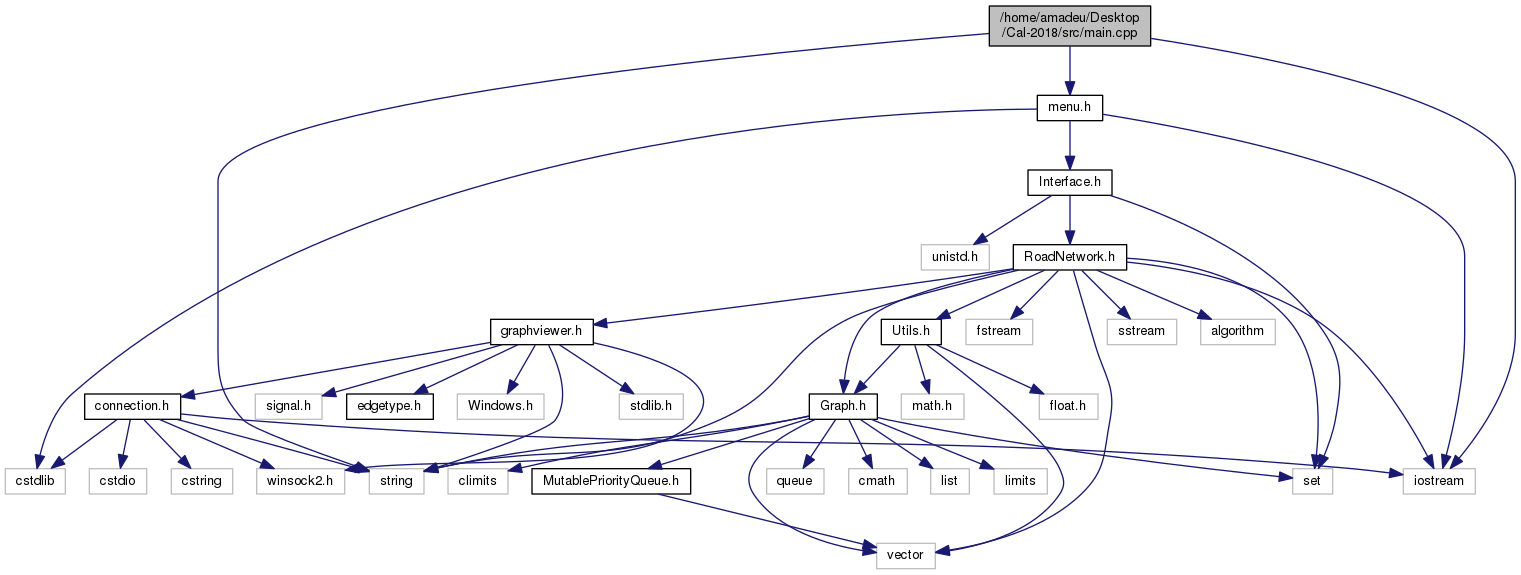 /home/amadeu/Desktop
/Cal-2018/src/main.cpp
menu.h
Interface.h
unistd.h
RoadNetwork.h
graphviewer.h
Utils.h
fstream
sstream
algorithm
connection.h
signal.h
edgetype.h
Windows.h
stdlib.h
Graph.h
math.h
float.h
cstdlib
cstdio
cstring
winsock2.h
string
climits
MutablePriorityQueue.h
queue
cmath
list
limits
set
iostream
vector